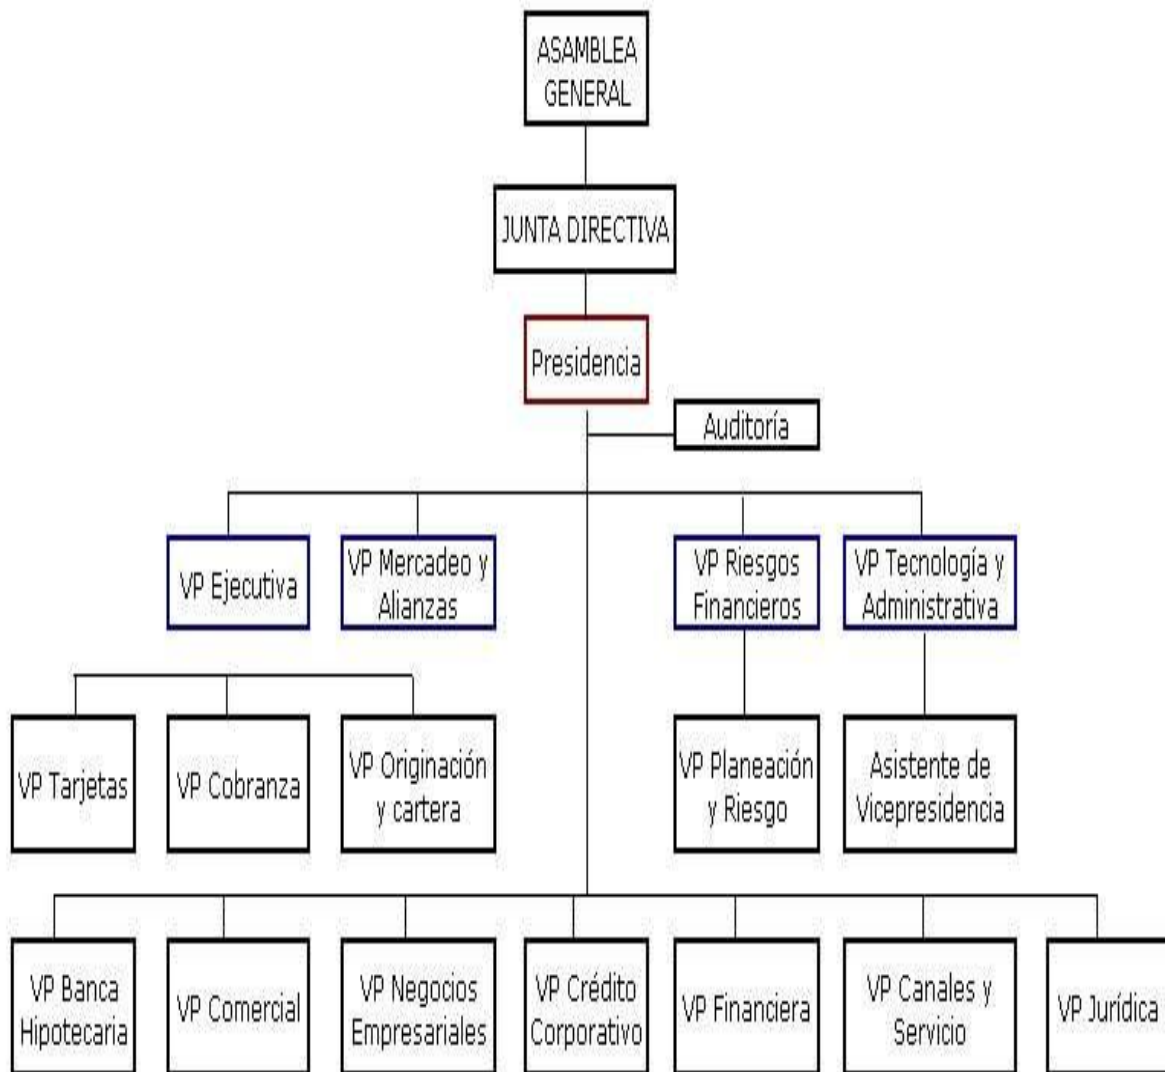 ASAMBLEA
GENERAL
JUNTA DIRECTIVA
Presidencia
Auditoría
VP Ejecutiva
VP Mercadeo y
Alianzas
VP Riesgos
Financieros
VP Tecnología y
Administrativa
VP Tarjetas
VP Cobranza
VP Originación
y cartera
VP Planeación
y Riesgo
Asistente de
Vicepresidencia
VP Banca
Hipotecaria
VP Comercial
VP Negocios
Empresariales
VP Crédito
Corporativo
VP Financiera
VP Canales y
Servicio
VP Jurídica